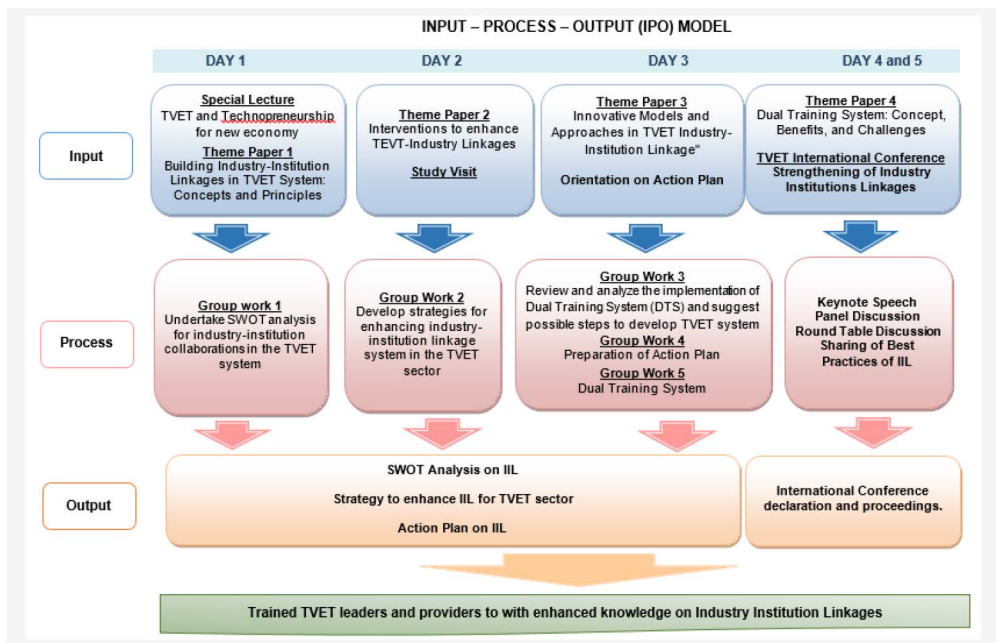 INPUT – PROCESS – OUTPUT (IPO) MODEL
DAY 1
DAY 2
DAY 3
DAY 4 and 5
Input
Special Lecture
TVET and Technopreneurship
for new economy
Theme Paper 1
Building Industry-Institution
Linkages in TVET System:
Concepts and Principles
Theme Paper 2
Interventions to enhance
TEVT-Industry Linkages
Study Visit
Theme Paper 3
Innovative Models and
Approaches in TVET Industry-
Institution Linkage"
Orientation on Action Plan
Theme Paper 4
Dual Training System: Concept,
Benefits, and Challenges
TVET International Conference
Strengthening of Industry
Institutions Linkages
Process
Group work 1
Undertake SWOT analysis
for industry-institution
collaborations in the TVET
system
Group Work 2
Develop strategies for
enhancing industry-
institution linkage
system in the TVET
sector
Group Work 3
Review and analyze the implementation of
Dual Training System (DTS) and suggest
possible steps to develop TVET system
Group Work 4
Preparation of Action Plan
Group Work 5
Dual Training System
Keynote Speech
Panel Discussion
Round Table Discussion
Sharing of Best
Practices of IIL
Output
SWOT Analysis on IIL
Strategy to enhance IIL for TVET sector
Action Plan on IIL
International Conference
declaration and proceedings.
Trained TVET leaders and providers to with enhanced knowledge on Industry Institution Linkages